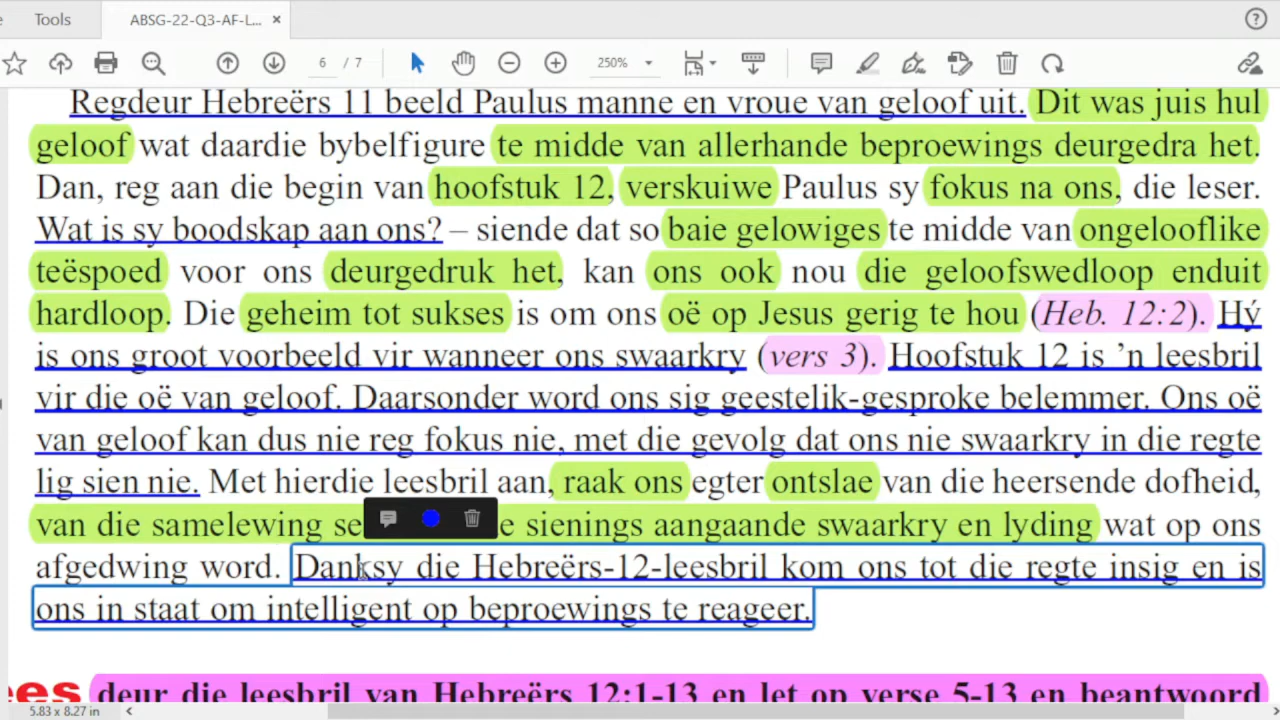 Tools
ABSG-22-Q3-AF-L... ×
6 / 7
250%
Regdeur Hebreërs 11 beeld Paulus manne en vroue van geloof uit. Dit was juis hul
geloof wat daardie bybelfigure te midde van allerhande beproewings deurgedra het.
Dan, reg aan die begin van hoofstuk 12, verskuiwe Paulus sy fokus na ons, die leser.
Wat is sy boodskap aan ons? – siende dat so baie gelowiges te midde van ongelooflike
teëspoed voor ons deurgedruk het, kan ons ook nou die geloofswedloop enduit
hardloop. Die geheim tot sukses is om ons oë op Jesus gerig te hou (Heb. 12:2). Hý
is ons groot voorbeeld vir wanneer ons swaarkry (vers 3). Hoofstuk 12 is ’n leesbril
vir die oë van geloof. Daarsonder word ons sig geestelik-gesproke belemmer. Ons oë
van geloof kan dus nie reg fokus nie, met die gevolg dat ons nie swaarkry in die regte
lig sien nie. Met hierdie leesbril aan, raak ons egter ontslae van die heersende dofheid,
van die samelewing se sienings aangaande swaarkry en lyding wat op ons
afgedwing word. Danksy die Hebreërs-12-leesbril kom ons tot die regte insig en is
ons in staat om intelligent op beproewings te reageer.
ees deur die leesbril van Hebreërs 12:1-13 en let op verse 5-13 en beantwoord
5.83 x 8.27 in